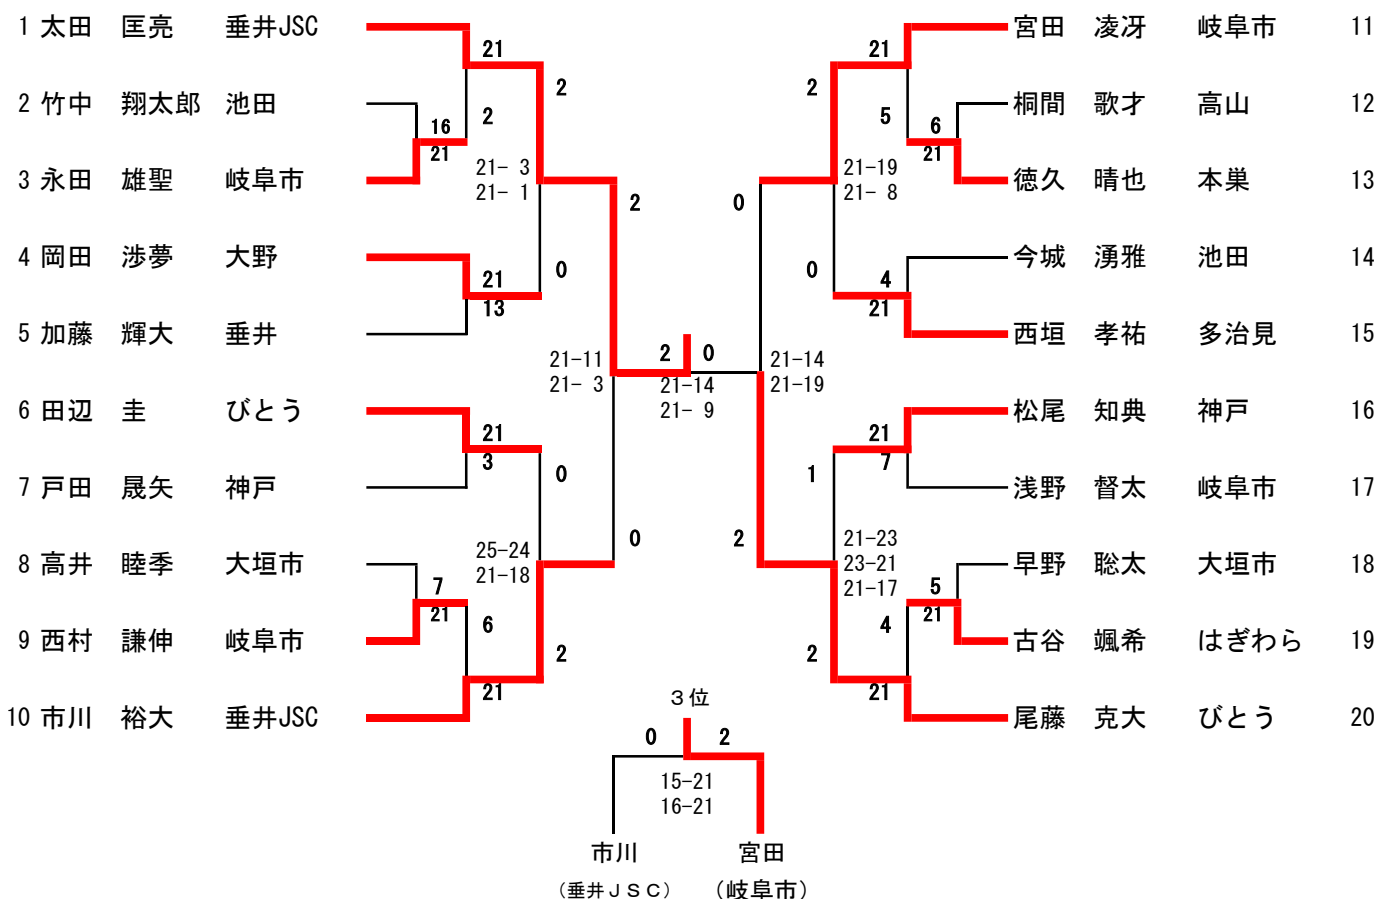 1 太田 匡亮 垂井JSC 21 21 宮田 凌冴 岐阜市 11
2 2
2 竹中 翔太郎 池田 2 5 桐間 歌才 高山 12
16 6
21 21
3 永田 雄聖 岐阜市 21- 3 21-19 徳久 晴也 本巣 13
21- 1 21- 8
2 0
4 岡田 渉夢 大野 今城 湧雅 池田 14
21 0 0 4
13 21
5 加藤 輝大 垂井 西垣 孝祐 多治見 15
21-11 2 0 21-14
21- 3 21-14 21-19
6 田辺 圭 びとう 21- 9 松尾 知典 神戸 16
21 21
3 0 1 7
7 戸田 晟矢 神戸 浅野 督太 岐阜市 17
0 2
25-24 21-23
8 高井 睦季 大垣市 21-18 23-21 早野 聡太 大垣市 18
7 21-17 5
21 6 4 21
9 西村 謙伸 岐阜市 2 2 古谷 颯希 はぎわら 19
21 21
10 市川 裕大 垂井JSC 尾藤 克大 びとう 20
３位
0 2
15-21
16-21
市川 宮田
（垂井ＪＳＣ） （岐阜市）